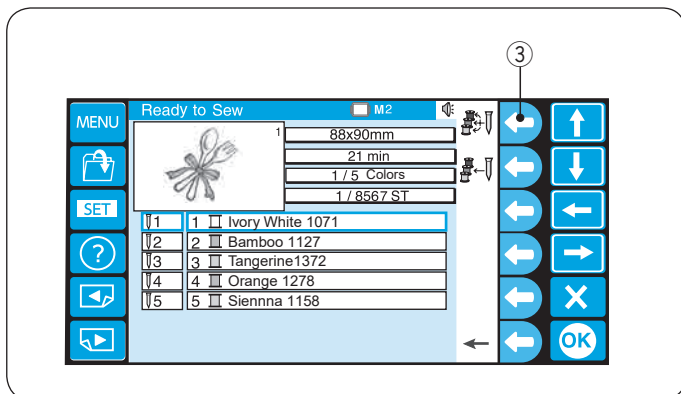 ③
MENU
Ready to Sew
M2
1
88x90mm
21 min
1 / 5 Colors
1 / 8567 ST
SET
1 1 Ivory White 1071
2 2 Bamboo 1127
?
3 3 Tangerine1372
4 4 Orange 1278
5 5 Siennna 1158
OK